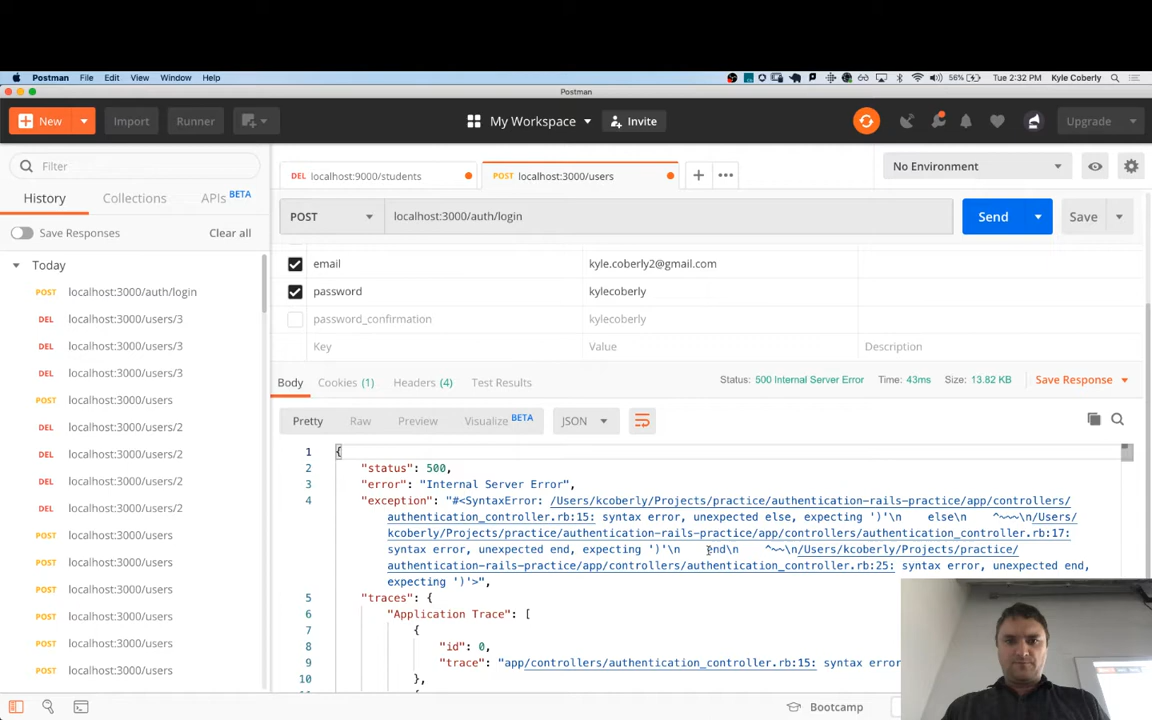 Postman File Edit View Window Help 56% Tue 2:32 PM Kyle Coberly
Postman
New Import Runner My Workspace Invite Upgrade
Filter
DEL localhost:9000/students POST localhost:3000/users No Environment
History Collections APIs BETA
POST localhost:3000/auth/login Send Save
Save Responses Clear all
Today
POST localhost:3000/auth/login
DEL localhost:3000/users/3
DEL localhost:3000/users/3
DEL localhost:3000/users/3
POST localhost:3000/users
DEL localhost:3000/users/2
DEL localhost:3000/users/2
DEL localhost:3000/users/2
DEL localhost:3000/users/2
POST localhost:3000/users
POST localhost:3000/users
POST localhost:3000/users
POST localhost:3000/users
POST localhost:3000/users
POST localhost:3000/users
email kyle.coberly2@gmail.com
password kylecoberly
password_confirmation kylecoberly
Key Value Description
Body Cookies (1) Headers (4) Test Results Status: 500 Internal Server Error Time: 43ms Size: 13.82 KB Save Response
Pretty Raw Preview Visualize BETA JSON
1 {
2 "status": 500,
3 "error": "Internal Server Error",
4 "exception": "#<SyntaxError: /Users/kcoberly/Projects/practice/authentication-rails-practice/app/controllers/
authentication_controller.rb:15: syntax error, unexpected else, expecting ')'\n    else\n    ^~~~\n/Users/
kcoberly/Projects/practice/authentication-rails-practice/app/controllers/authentication_controller.rb:17:
syntax error, unexpected end, expecting ')'\n    end\n    ^~~\n/Users/kcoberly/Projects/practice/
authentication-rails-practice/app/controllers/authentication_controller.rb:25: syntax error, unexpected end,
expecting ')'>",
5 "traces": {
6 "Application Trace": [
7 {
8 "id": 0,
9 "trace": "app/controllers/authentication_controller.rb:15: syntax error
10 },
Bootcamp